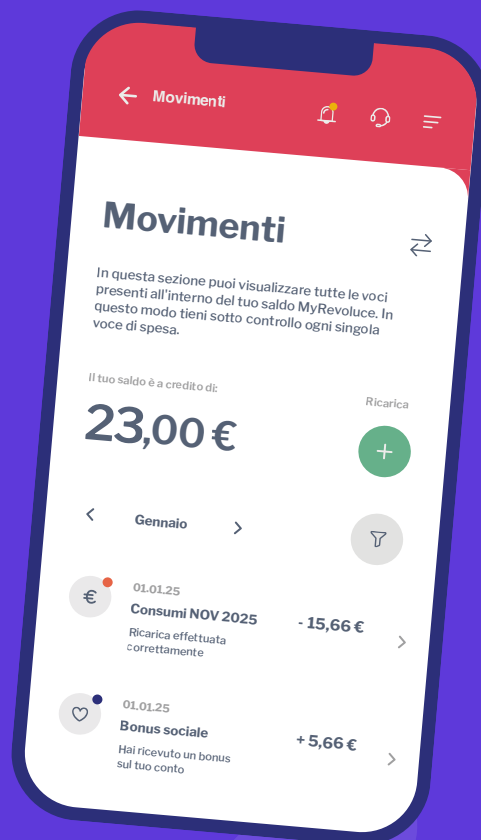 Movimenti
Movimenti
In questa sezione puoi visualizzare tutte le voci
presenti all'interno del tuo saldo MyRevoluce. In
questo modo tieni sotto controllo ogni singola
voce di spesa.
il tuo saldo è a credito di:
23,00 €
Ricarica
Gennaio
€
01.01.25
Consumi NOV 2025
Ricarica effettuata
correttamente
- 15,66 €
01.01.25
Bonus sociale
Hai ricevuto un bonus
sul tuo conto
+ 5,66 €